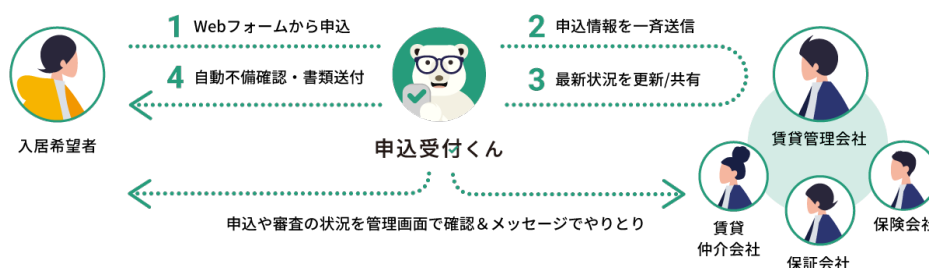 1 Webフォームから申込
2 申込情報を一斉送信
4 自動不備確認・書類送付
3 最新状況を更新/共有
入居希望者
申込受付くん
賃貸管理会社
申込や審査の状況を管理画面で確認＆メッセージでやりとり
賃貸
仲介会社
保証会社
保険会社